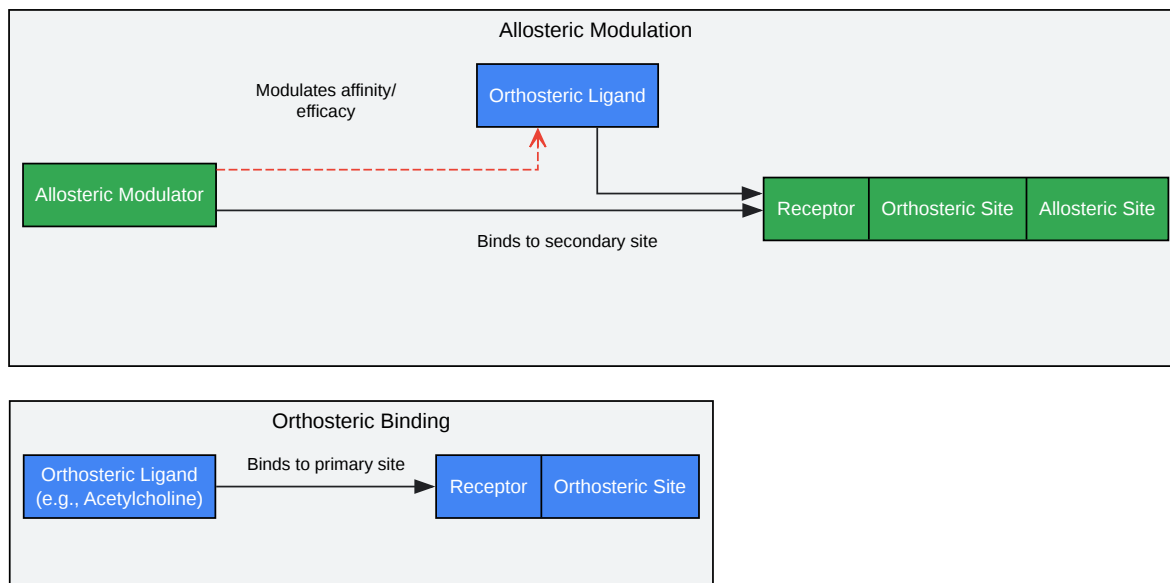 Allosteric Modulation
Modulates affinity/
efficacy
Orthosteric Ligand
Allosteric Modulator
Receptor
Orthosteric Site
Allosteric Site
Binds to secondary site
Orthosteric Binding
Orthosteric Ligand
(e.g., Acetylcholine)
Binds to primary site
Receptor
Orthosteric Site